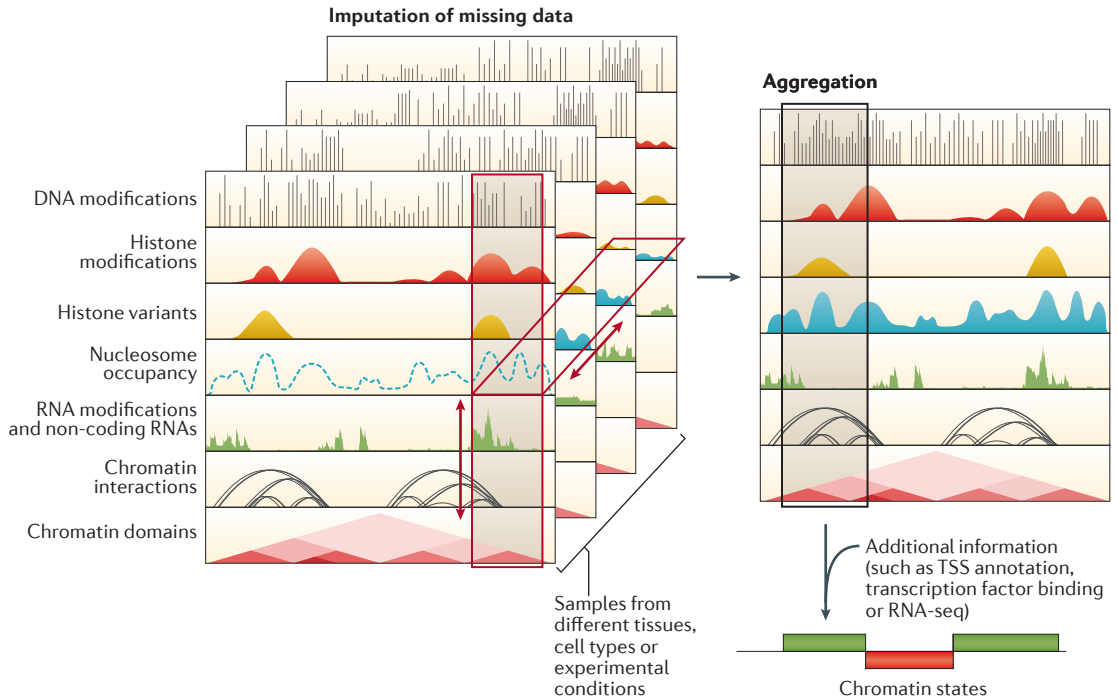 Imputation of missing data
Aggregation
DNA modifications
Histone
modifications
Histone variants
Nucleosome
occupancy
RNA modifications
and non-coding RNAs
Chromatin
interactions
Chromatin domains
Samples from
different tissues,
cell types or
experimental
conditions
Additional information
(such as TSS annotation,
transcription factor binding
or RNA-seq)
Chromatin states